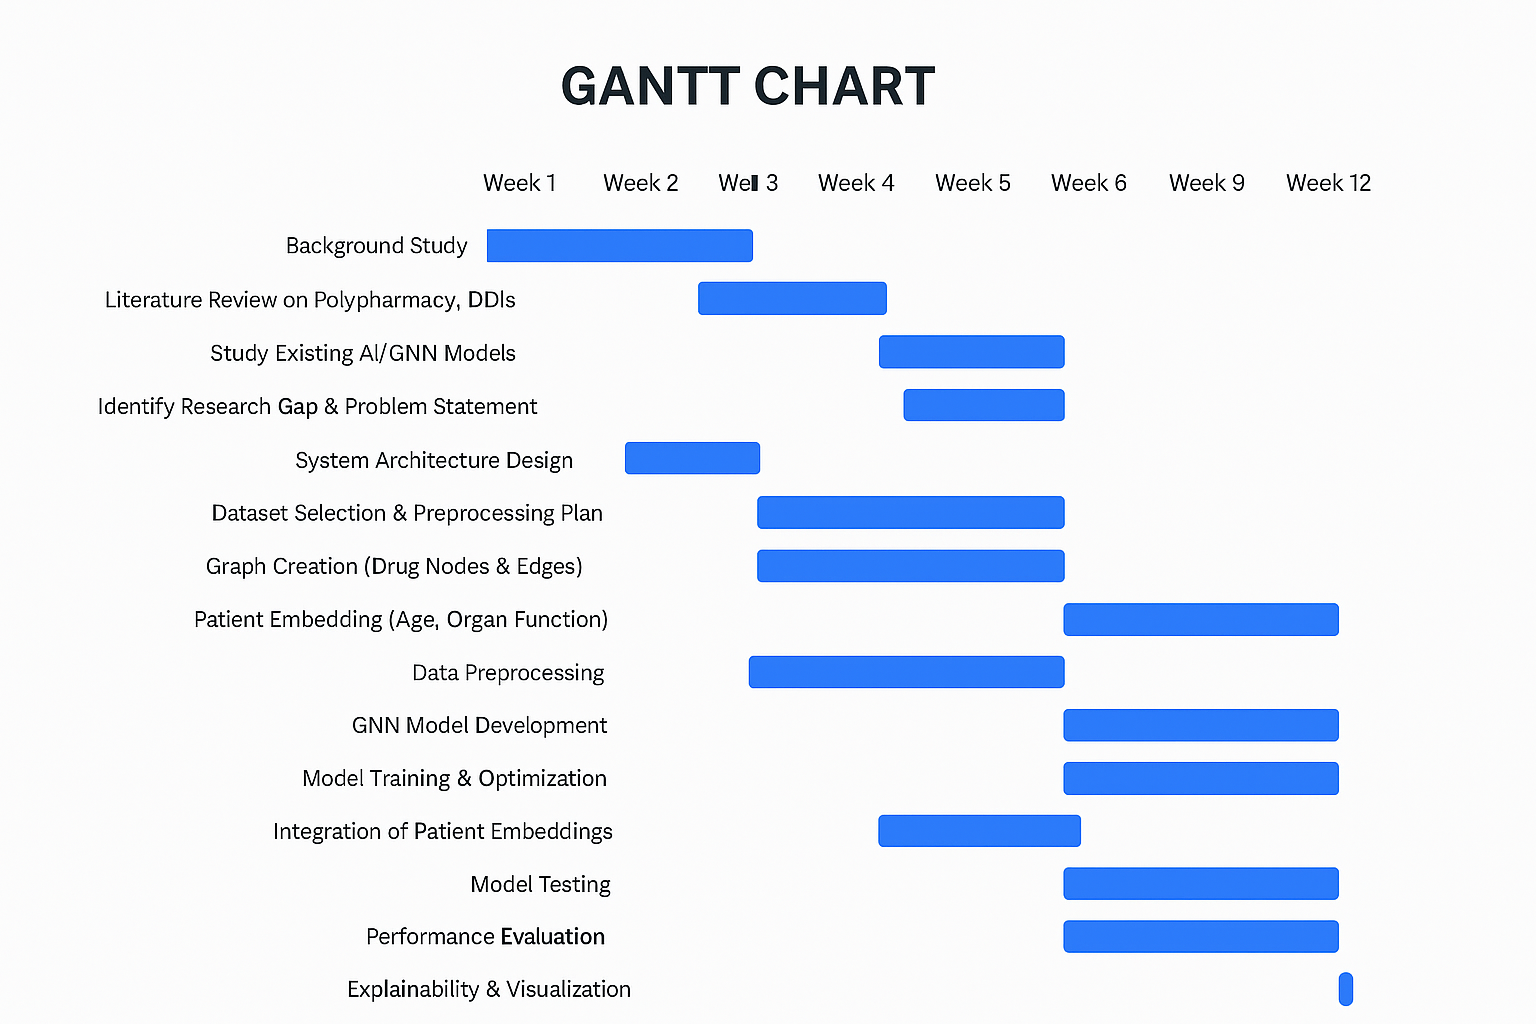 GANTT CHART
Week 1 Week 2 Well 3 Week 4 Week 5 Week 6 Week 9 Week 12
Background Study
Literature Review on Polypharmacy, DDIs
Study Existing AI/GNN Models
Identify Research Gap & Problem Statement
System Architecture Design
Dataset Selection & Preprocessing Plan
Graph Creation (Drug Nodes & Edges)
Patient Embedding (Age, Organ Function)
Data Preprocessing
GNN Model Development
Model Training & Optimization
Integration of Patient Embeddings
Model Testing
Performance Evaluation
Explainability & Visualization